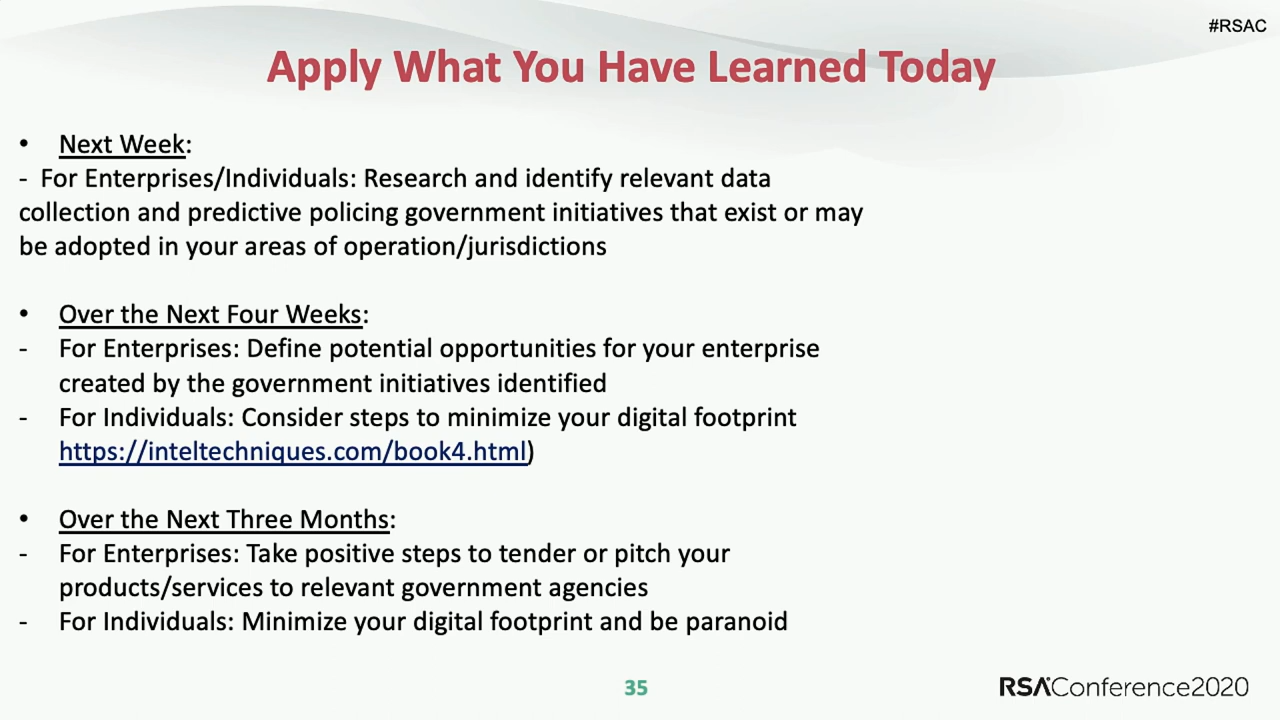 #RSAC
Apply What You Have Learned Today
• Next Week:
- For Enterprises/Individuals: Research and identify relevant data
collection and predictive policing government initiatives that exist or may
be adopted in your areas of operation/jurisdictions
• Over the Next Four Weeks:
- For Enterprises: Define potential opportunities for your enterprise
created by the government initiatives identified
- For Individuals: Consider steps to minimize your digital footprint
https://inteltechniques.com/book4.html)
• Over the Next Three Months:
- For Enterprises: Take positive steps to tender or pitch your
products/services to relevant government agencies
- For Individuals: Minimize your digital footprint and be paranoid
35
RSAConference2020